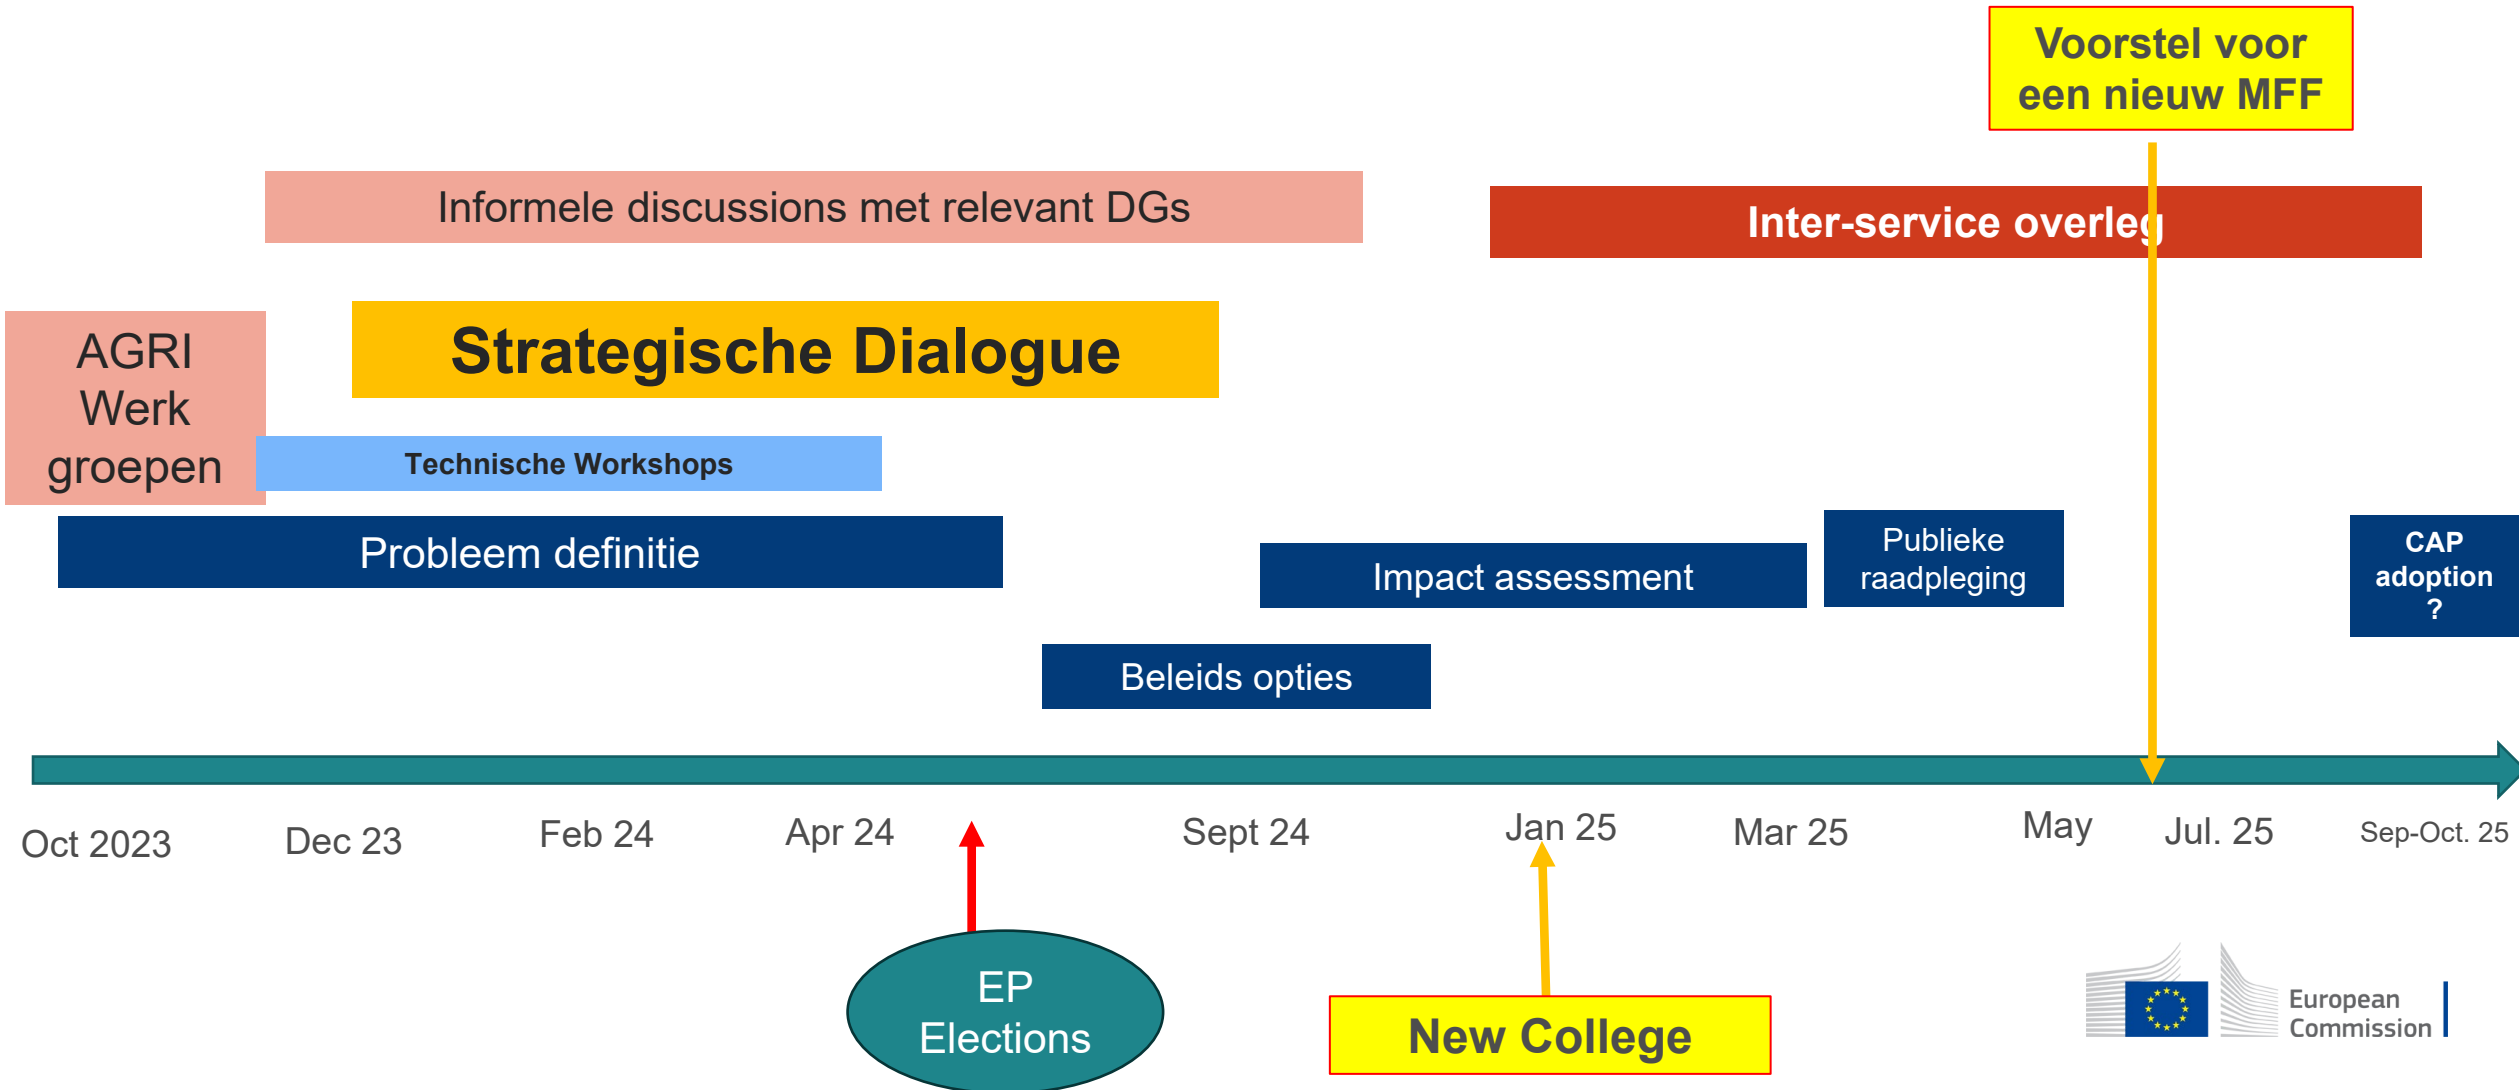 Voorstel voor
een nieuw MFF
Informele discussions met relevant DGs
Inter-service overleg
AGRI
Werk
groepen
Strategische Dialogue
Technische Workshops
Probleem definitie
Impact assessment
Publieke
raadpleging
CAP
adoption
?
Beleids opties
Oct 2023
Dec 23
Feb 24
Apr 24
Sept 24
Jan 25
Mar 25
May
Jul. 25
Sep-Oct. 25
EP
Elections
New College
European
Commission